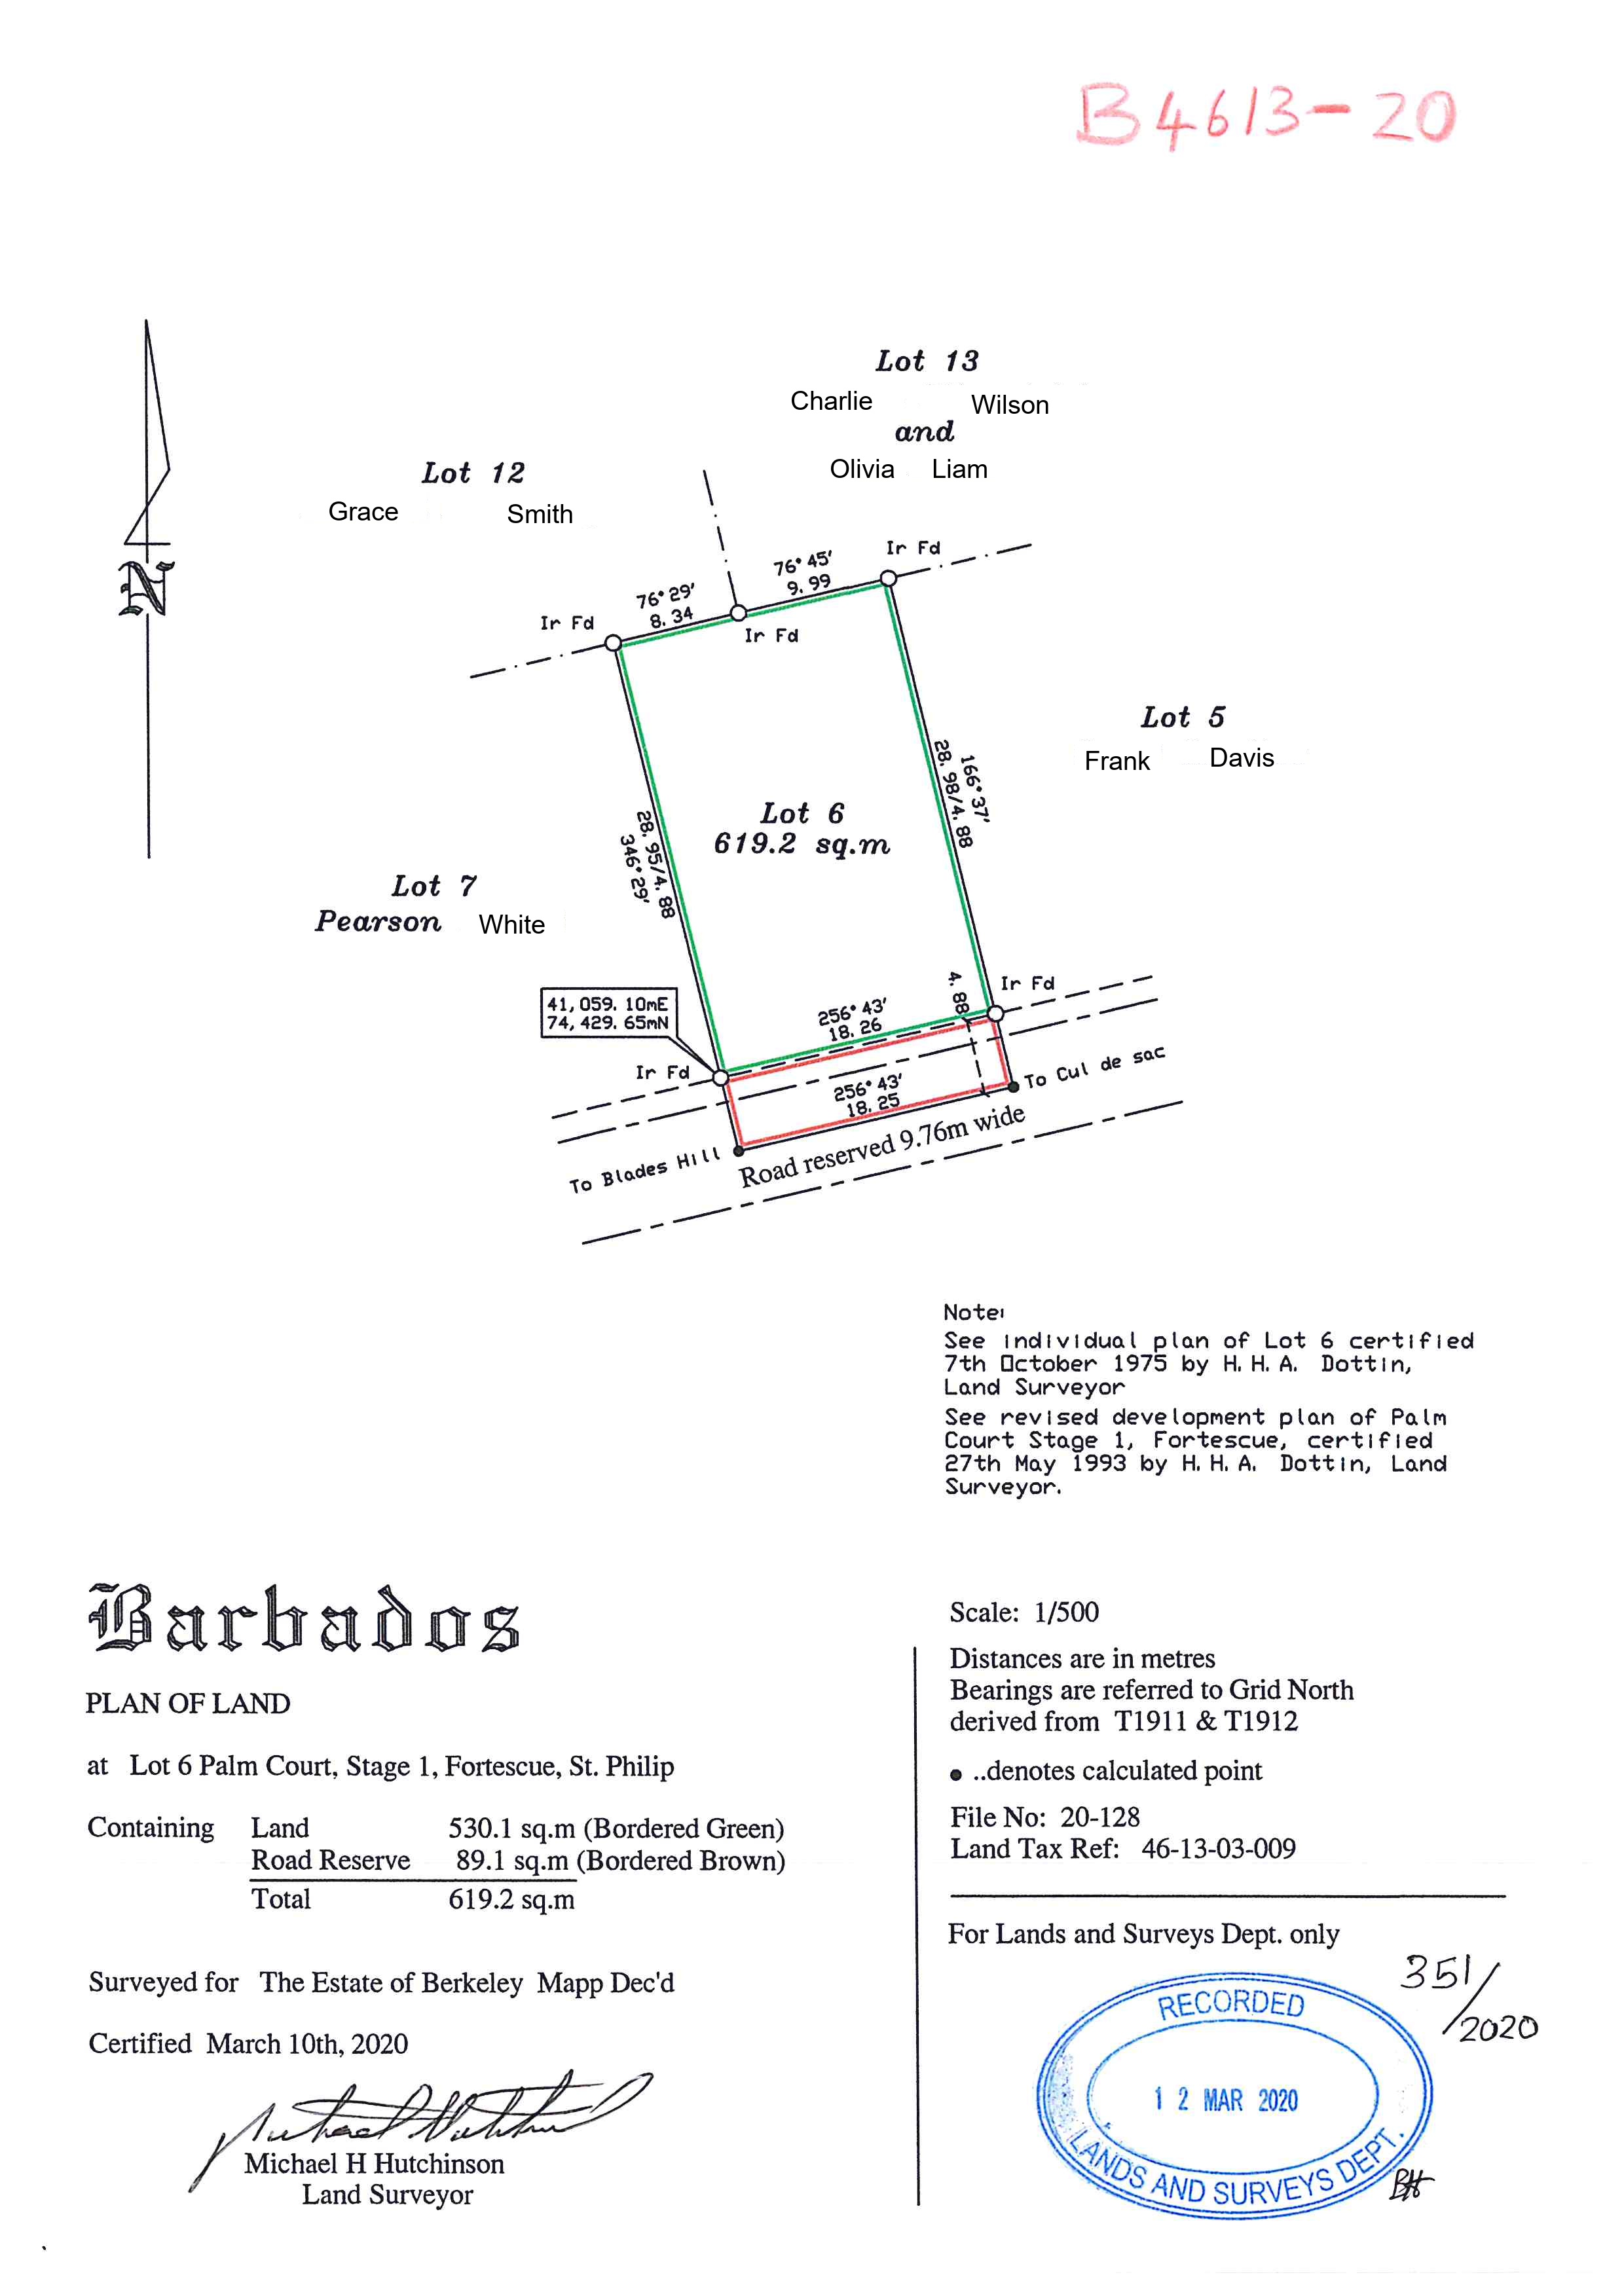 B4613-20
Lot 13
Charlie Wilson
and
Olivia Liam
Lot 12
Grace Smith
N
Ir Fd
76° 45'
9.99
76° 29'
8.34
Ir Fd
Ir Fd
Lot 5
Frank Davis
166° 37'
28.98/4.88
Lot 6
619.2 sq.m
28.95/4.88
346° 29'
Lot 7
Pearson White
41,059.10mE
74,429.65mN
4.88
Ir Fd
256° 43'
18.26
Ir Fd
256° 43'
18.25
To Cul de sac
To Blades Hill
Road reserved 9.76m wide
Note:
See individual plan of Lot 6 certified
7th October 1975 by H.H.A. Dottin,
Land Surveyor
See revised development plan of Palm
Court Stage 1, Fortescue, certified
27th May 1993 by H.H.A. Dottin, Land
Surveyor.
Barbados
PLAN OF LAND
at Lot 6 Palm Court, Stage 1, Fortescue, St. Philip
Containing Land 530.1 sq.m (Bordered Green)
Road Reserve 89.1 sq.m (Bordered Brown)
Total 619.2 sq.m
Surveyed for The Estate of Berkeley Mapp Dec'd
Certified March 10th, 2020
Michael H Hutchinson
Land Surveyor
Scale: 1/500
Distances are in metres
Bearings are referred to Grid North
derived from T1911 & T1912
● ..denotes calculated point
File No: 20-128
Land Tax Ref: 46-13-03-009
For Lands and Surveys Dept. only
351/2020
RECORDED
12 MAR 2020
LANDS AND SURVEYS DEPT.